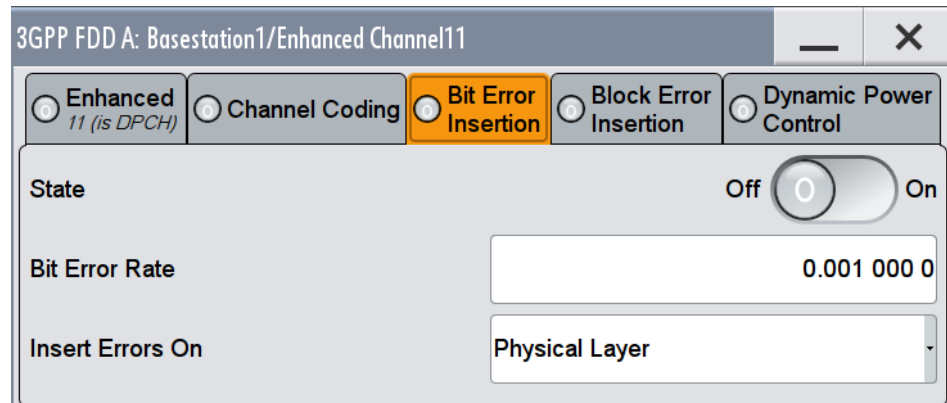 3GPP FDD A: Basestation1/Enhanced Channel11
Enhanced
11 (is DPCH)
Channel Coding
Bit Error
Insertion
Block Error
Insertion
Dynamic Power
Control
State
Off
On
Bit Error Rate
0.001 000 0
Insert Errors On
Physical Layer